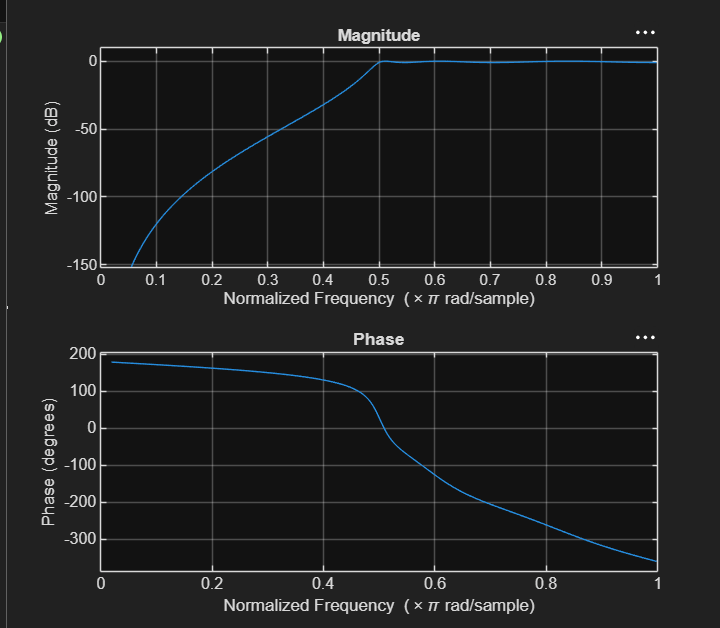 Magnitude
0
-50
-100
-150
Magnitude (dB)
0 0.1 0.2 0.3 0.4 0.5 0.6 0.7 0.8 0.9 1
Normalized Frequency (× π rad/sample)
Phase
200
100
0
-100
-200
-300
Phase (degrees)
0 0.2 0.4 0.6 0.8 1
Normalized Frequency (× π rad/sample)